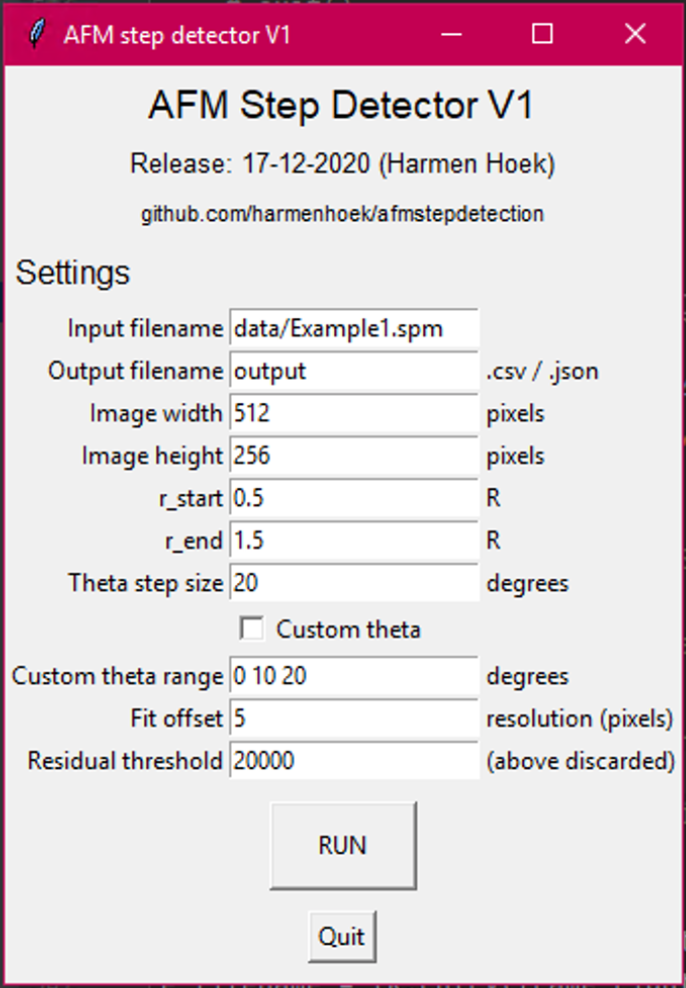 AFM step detector V1
AFM Step Detector V1
Release: 17-12-2020 (Harmen Hoek)
github.com/harmenhoek/afmstepdetection
Settings
Input filename data/Example1.spm
Output filename output .csv / .json
Image width 512 pixels
Image height 256 pixels
r_start 0.5 R
r_end 1.5 R
Theta step size 20 degrees
Custom theta
Custom theta range 0 10 20 degrees
Fit offset 5 resolution (pixels)
Residual threshold 20000 (above discarded)
RUN
Quit